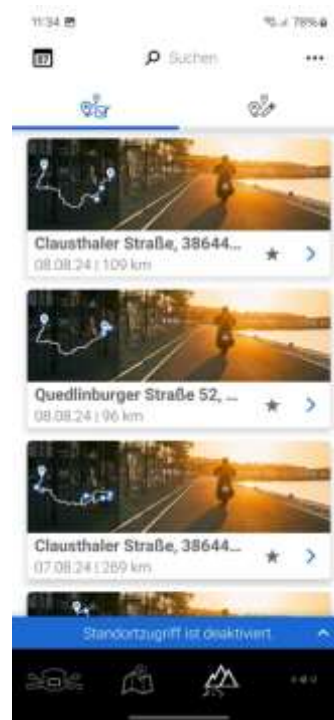 11:34
78%
07
Suchen
Clausthaler Straße, 38644...
08.08.24 | 109 km
Quedlinburger Straße 52, ...
08.08.24 | 96 km
Clausthaler Straße, 38644...
07.08.24 | 269 km
Standortzugriff ist deaktiviert.